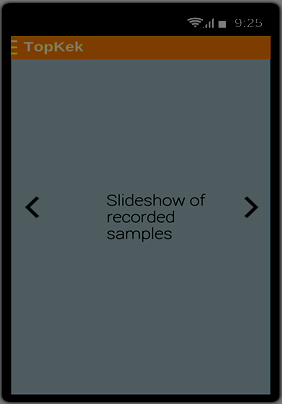 9:25
TopKek
Slideshow of
recorded
samples